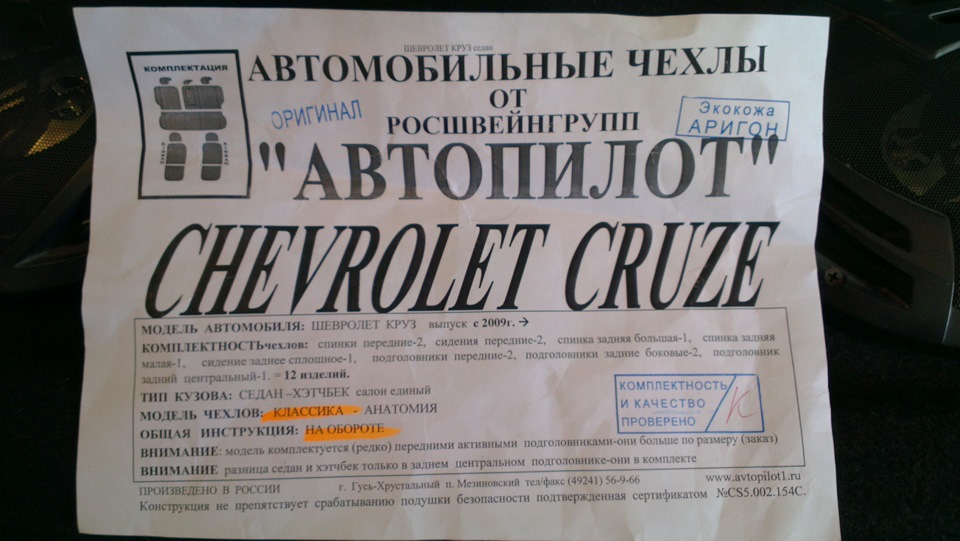 ШЕВРОЛЕТ КРУЗ седан
КОМПЛЕКТАЦИЯ
АВТОМОБИЛЬНЫЕ ЧЕХЛЫ
ОТ
ОРИГИНАЛ
РОСШВЕЙНГРУПП
Экокожа
АРИГОН
"АВТОПИЛОТ"
CHEVROLET CRUZE
МОДЕЛЬ АВТОМОБИЛЯ: ШЕВРОЛЕТ КРУЗ выпуск с 2009г. →
КОМПЛЕКТНОСТЬчехлов: спинки передние-2, сидения передние-2, спинка задняя большая-1, спинка задняя
малая-1, сидение заднее сплошное-1, подголовники передние-2, подголовники задние боковые-2, подголовник
задний центральный-1. = 12 изделий.
ТИП КУЗОВА: СЕДАН –ХЭТЧБЕК салон единый
МОДЕЛЬ ЧЕХЛОВ: КЛАССИКА - АНАТОМИЯ
ОБЩАЯ ИНСТРУКЦИЯ: НА ОБОРОТЕ
КОМПЛЕКТНОСТЬ
И КАЧЕСТВО
ПРОВЕРЕНО
К
ВНИМАНИЕ: модель комплектуется (редко) передними активными подголовниками-они больше по размеру (заказ)
ВНИМАНИЕ разница седан и хэтчбек только в заднем центральном подголовнике-они в комплекте
ПРОИЗВЕДЕНО В РОССИИ г. Гусь-Хрустальный п. Мезиновский тел/факс (49241) 56-9-66 www.avtopilot1.ru
Конструкция не препятствует срабатыванию подушки безопасности подтвержденная сертификатом №CS5.002.154C.